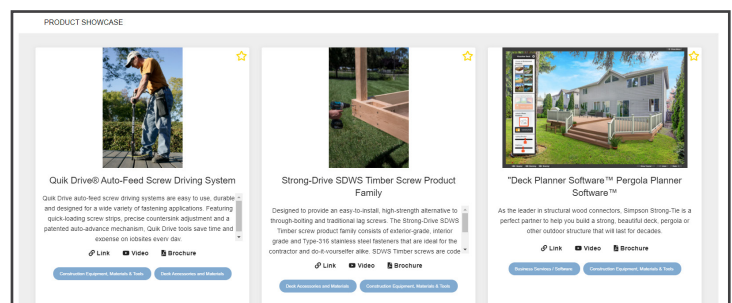 PRODUCT SHOWCASE
Quik Drive® Auto-Feed Screw Driving System
Quik Drive auto-feed screw driving systems are easy to use, durable
and designed for a wide variety of fastening applications. Featuring
quick-loading screw strips, precise countersink adjustment and a
patented auto-advance mechanism, Quik Drive tools save time and
expense on jobsites every day.
Link Video Brochure
Construction Equipment, Materials & Tools Deck Accessories and Materials
Strong-Drive SDWS Timber Screw Product
Family
Designed to provide an easy-to-install, high-strength alternative to
through-bolting and traditional lag screws. The Strong-Drive SDWS
Timber screw product family consists of exterior-grade, interior
grade and Type-316 stainless steel fasteners that are ideal for the
contractor and do-it-yourselfer alike. SDWS Timber screws are code
Link Video Brochure
Deck Accessories and Materials Construction Equipment, Materials & Tools
"Deck Planner Software™ Pergola Planner
Software™
As the leader in structural wood connectors, Simpson Strong-Tie is a
perfect partner to help you build a strong, beautiful deck, pergola or
other outdoor structure that will last for decades.
Link Video Brochure
Business Services / Software Construction Equipment, Materials & Tools